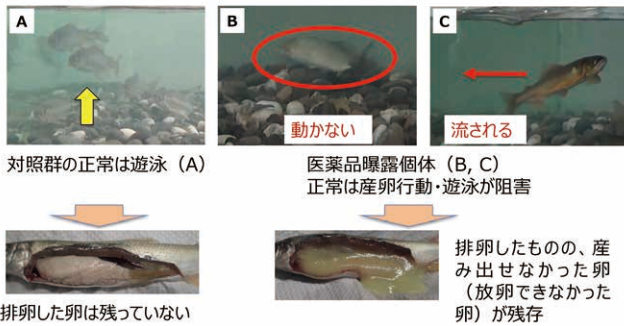 A
B
C
動かない
流される
対照群の正常は遊泳（A）
医薬品曝露個体（B, C）
正常は産卵行動・遊泳が阻害
排卵した卵は残っていない
排卵したものの、産
み出せなかった卵
（放卵できなかった
卵）が残存